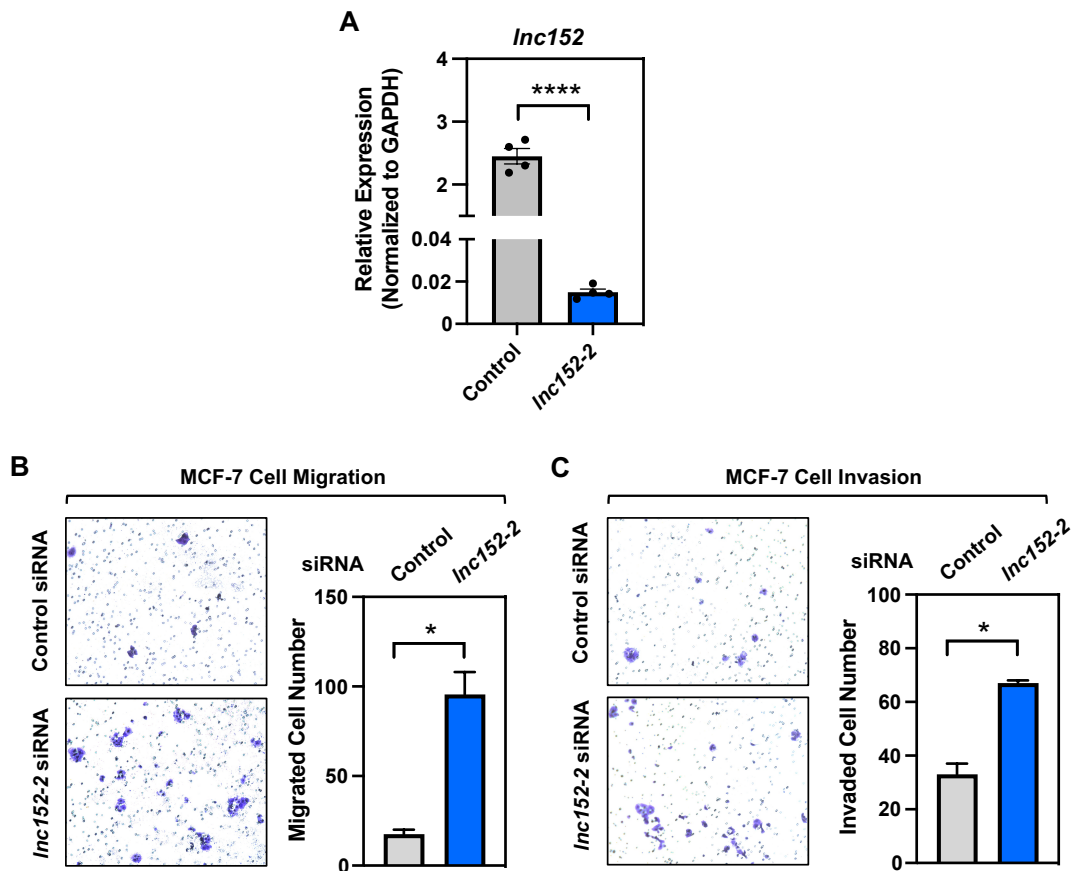 A
lnc152
Relative Expression
(Normalized to GAPDH)
4
3
2
0.04
0.02
0
****
Control
lnc152-2
B
MCF-7 Cell Migration
Control siRNA
lnc152-2 siRNA
siRNA
Control
lnc152-2
Migrated Cell Number
150
100
50
0
*
C
MCF-7 Cell Invasion
Control siRNA
lnc152-2 siRNA
siRNA
Control
lnc152-2
Invaded Cell Number
100
80
60
40
20
0
*